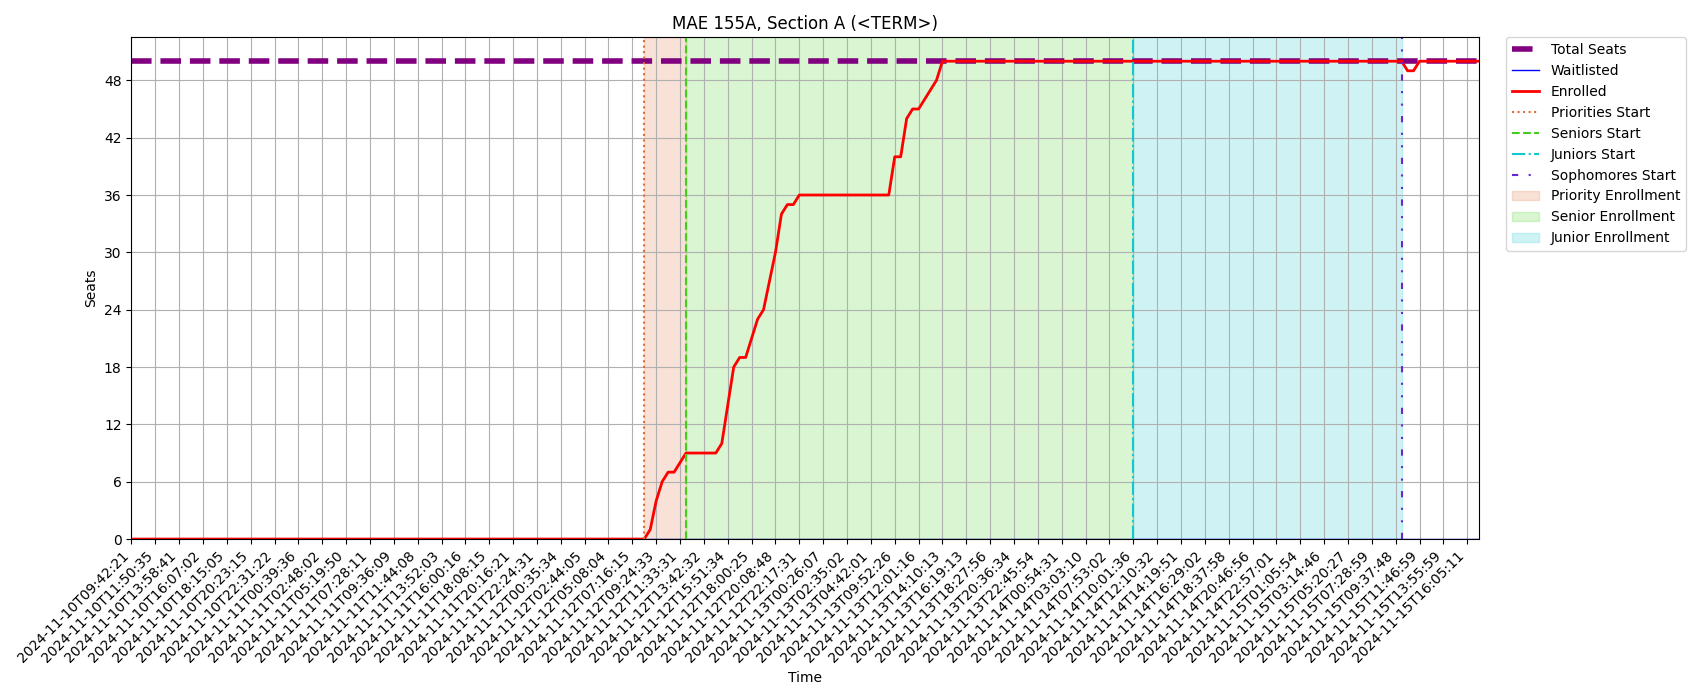 MAE 155A, Section A (<TERM>)
Total Seats
Waitlisted
Enrolled
Priorities Start
Seniors Start
Juniors Start
Sophomores Start
Priority Enrollment
Senior Enrollment
Junior Enrollment
Seats
48
42
36
30
24
18
12
6
0
2024-11-10T09:42:21
2024-11-10T11:50:35
2024-11-10T13:58:41
2024-11-10T16:07:02
2024-11-10T18:15:05
2024-11-10T20:23:15
2024-11-10T22:31:22
2024-11-11T00:39:36
2024-11-11T02:48:02
2024-11-11T05:19:50
2024-11-11T07:28:11
2024-11-11T09:36:09
2024-11-11T11:44:08
2024-11-11T13:52:03
2024-11-11T16:00:16
2024-11-11T18:08:15
2024-11-11T20:16:21
2024-11-11T22:24:31
2024-11-12T00:35:34
2024-11-12T02:44:05
2024-11-12T05:08:04
2024-11-12T07:16:15
2024-11-12T09:24:33
2024-11-12T11:33:31
2024-11-12T13:42:32
2024-11-12T15:51:34
2024-11-12T18:00:25
2024-11-12T20:08:48
2024-11-12T22:17:31
2024-11-13T00:26:07
2024-11-13T02:35:02
2024-11-13T04:42:01
2024-11-13T09:52:26
2024-11-13T12:01:16
2024-11-13T14:10:13
2024-11-13T16:19:13
2024-11-13T18:27:56
2024-11-13T20:36:34
2024-11-13T22:45:54
2024-11-14T00:54:31
2024-11-14T03:03:10
2024-11-14T07:53:02
2024-11-14T10:01:36
2024-11-14T12:10:32
2024-11-14T14:19:51
2024-11-14T16:29:02
2024-11-14T18:37:58
2024-11-14T20:46:56
2024-11-14T22:57:01
2024-11-15T01:05:54
2024-11-15T03:14:46
2024-11-15T05:20:27
2024-11-15T07:28:59
2024-11-15T09:37:48
2024-11-15T11:46:59
2024-11-15T13:55:59
2024-11-15T16:05:11
Time